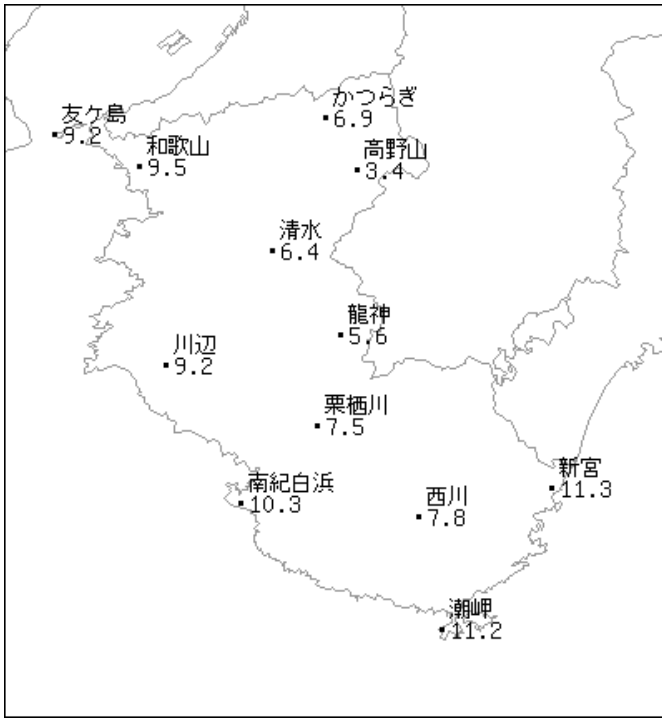 かつらぎ
6.9
友ケ島
9.2
和歌山
9.5
高野山
3.4
清水
6.4
龍神
5.6
川辺
9.2
栗栖川
7.5
新宮
11.3
南紀白浜
10.3
西川
7.8
潮岬
11.2